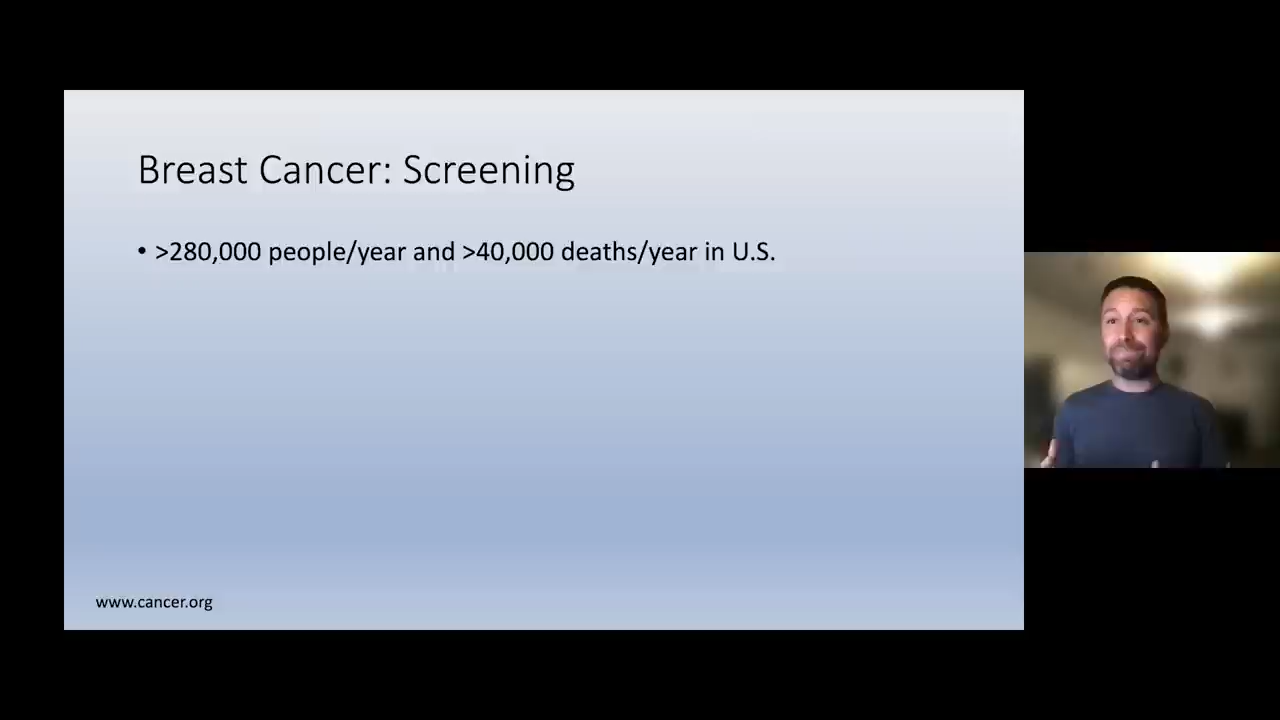 Breast Cancer: Screening
• >280,000 people/year and >40,000 deaths/year in U.S.
www.cancer.org